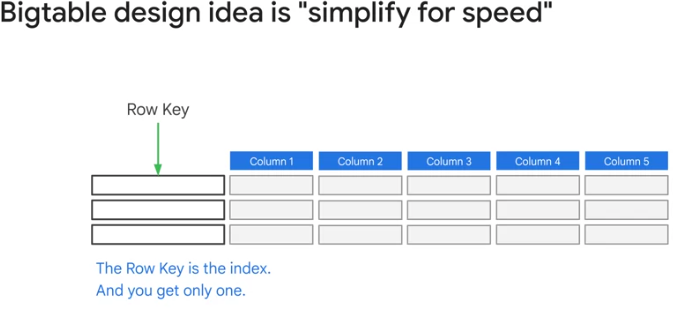 Bigtable design idea is "simplify for speed"
Row Key
Column 1 Column 2 Column 3 Column 4 Column 5
The Row Key is the index.
And you get only one.